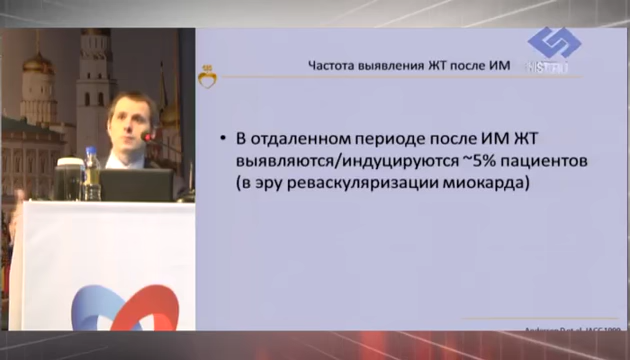 Частота выявления ЖТ после ИМ
• В отдаленном периоде после ИМ ЖТ
выявляются/индуцируются ~5% пациентов
(в эру реваскуляризации миокарда)